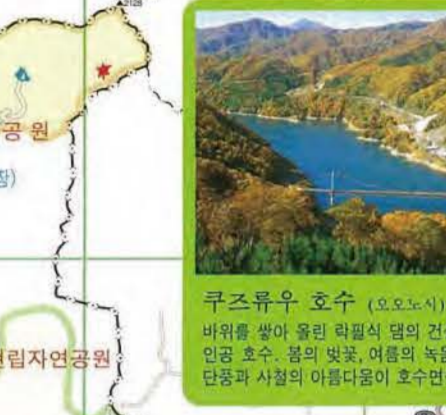 2128
공 원
장)
현립자연공원
쿠즈류우 호수 (오오노시)
바위를 쌓아 올린 락필식 댐의 건
인공 호수. 봄의 벚꽃, 여름의 녹음
단풍과 사철의 아름다움이 호수면